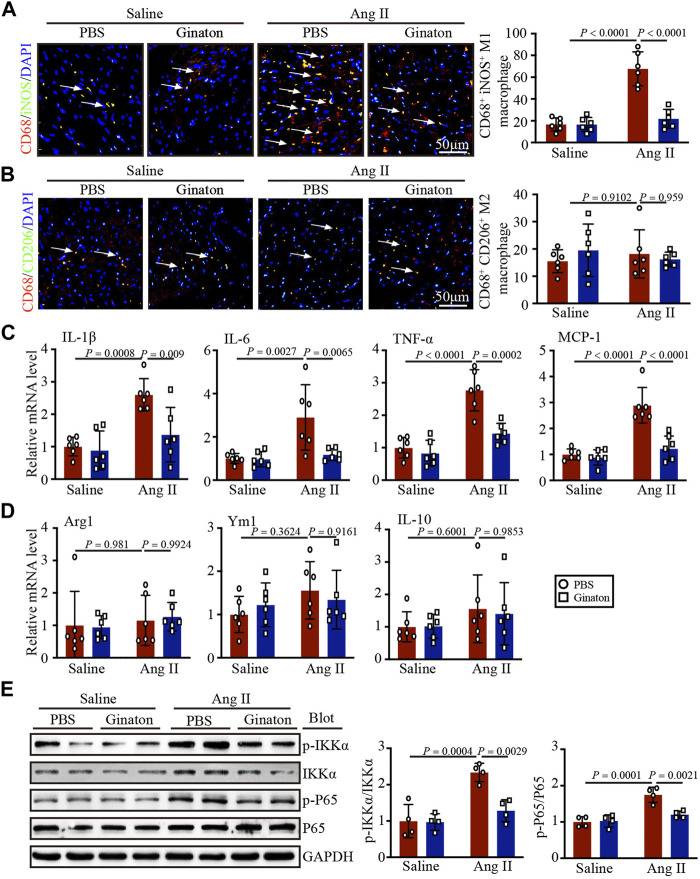 A
Saline
Ang II
PBS
Ginaton
PBS
Ginaton
CD68/iNOS/DAPI
50μm
CD68⁺ iNOS⁺ M1
macrophage
100
80
60
40
20
0
P < 0.0001
P < 0.0001
Saline
Ang II
B
Saline
Ang II
PBS
Ginaton
PBS
Ginaton
CD68/CD206/DAPI
50μm
CD68⁺ CD206⁺ M2
macrophage
40
30
20
10
0
P = 0.9102
P = 0.959
Saline
Ang II
C
Relative mRNA level
IL-1β
4
3
2
1
0
P = 0.0008
P = 0.009
Saline
Ang II
IL-6
6
4
2
0
P = 0.0027
P = 0.0065
Saline
Ang II
TNF-α
4
3
2
1
0
P < 0.0001
P = 0.0002
Saline
Ang II
MCP-1
5
4
3
2
1
0
P < 0.0001
P < 0.0001
Saline
Ang II
D
Relative mRNA level
Arg1
4
3
2
1
0
P = 0.981
P = 0.9924
Saline
Ang II
Ym1
3
2
1
0
P = 0.3624
P = 0.9161
Saline
Ang II
IL-10
4
3
2
1
0
P = 0.6001
P = 0.9853
Saline
Ang II
PBS
Ginaton
E
Saline
Ang II
PBS
Ginaton
PBS
Ginaton
Blot
p-IKKα
IKKα
p-P65
P65
GAPDH
p-IKKα/IKKα
3
2
1
0
P = 0.0004
P = 0.0029
Saline
Ang II
p-P65/P65
3
2
1
0
P = 0.0001
P = 0.0021
Saline
Ang II